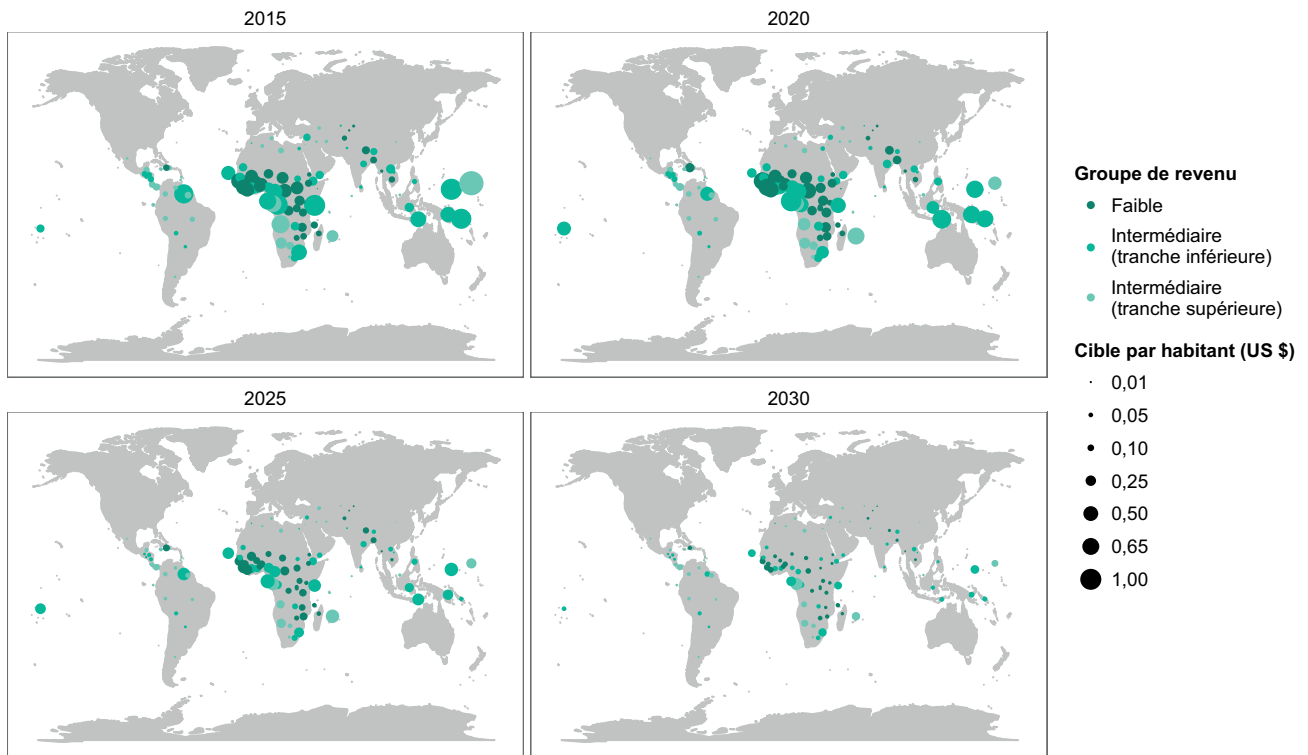 2015
2020
2025
2030
Groupe de revenu
Faible
Intermédiaire
(tranche inférieure)
Intermédiaire
(tranche supérieure)
Cible par habitant (US $)
0,01
0,05
0,10
0,25
0,50
0,65
1,00